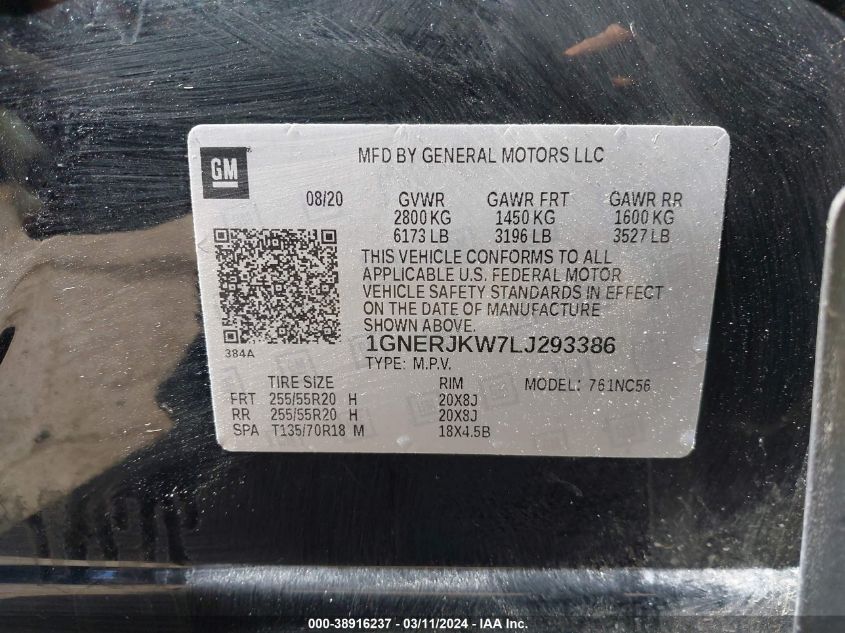 GM
MFD BY GENERAL MOTORS LLC
08/20 GVWR GAWR FRT GAWR RR
2800 KG 1450 KG 1600 KG
6173 LB 3196 LB 3527 LB
THIS VEHICLE CONFORMS TO ALL
APPLICABLE U.S. FEDERAL MOTOR
VEHICLE SAFETY STANDARDS IN EFFECT
ON THE DATE OF MANUFACTURE
SHOWN ABOVE.
384A
1GNERJKW7LJ293386
TYPE: M.P.V.
TIRE SIZE RIM MODEL: 761NC56
FRT 255/55R20 H 20X8J
RR 255/55R20 H 20X8J
SPA T135/70R18 M 18X4.5B
000-38916237 - 03/11/2024 - IAA Inc.